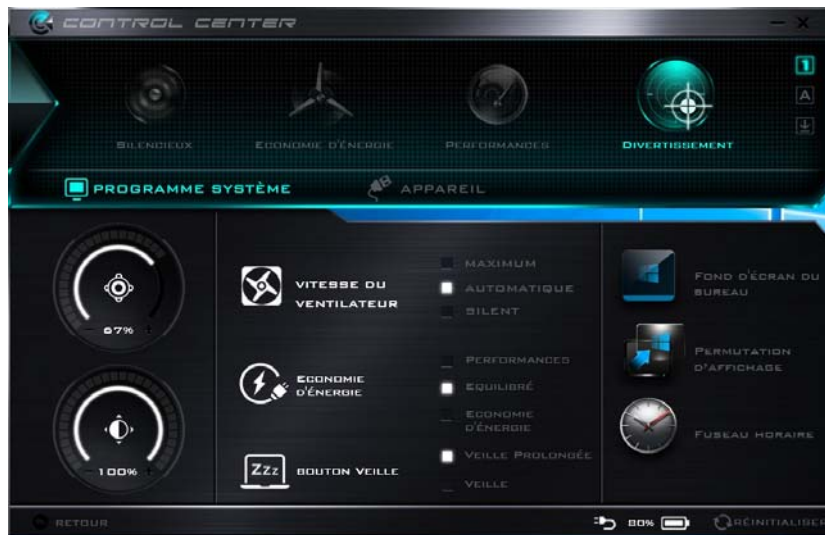 CONTROL CENTER
SILENCIEUX
ECONOMIE D'ÉNERGIE
PERFORMANCES
DIVERTISSEMENT
1
A
PROGRAMME SYSTÈME
APPAREIL
67%
100%
VITESSE DU
VENTILATEUR
MAXIMUM
AUTOMATIQUE
SILENT
ECONOMIE
D'ÉNERGIE
PERFORMANCES
EQUILIBRÉ
ECONOMIE
D'ÉNERGIE
ZZZ
BOUTON VEILLE
VEILLE PROLONGÉE
VEILLE
FOND D'ÉCRAN DU
BUREAU
PERMUTATION
D'AFFICHAGE
FUSEAU HORAIRE
RETOUR
80%
RÉINITIALISER